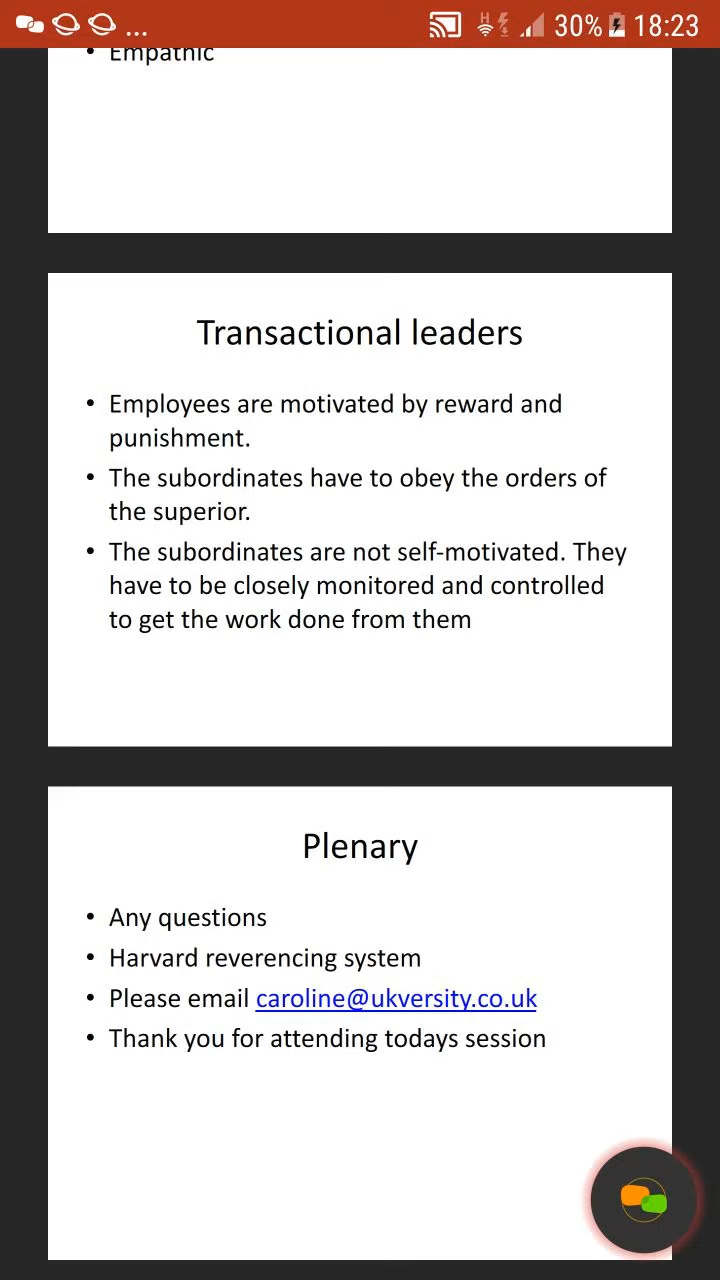 ... 30% 18:23
• Empathic
Transactional leaders
• Employees are motivated by reward and
punishment.
• The subordinates have to obey the orders of
the superior.
• The subordinates are not self-motivated. They
have to be closely monitored and controlled
to get the work done from them
Plenary
• Any questions
• Harvard reverencing system
• Please email caroline@ukversity.co.uk
• Thank you for attending todays session